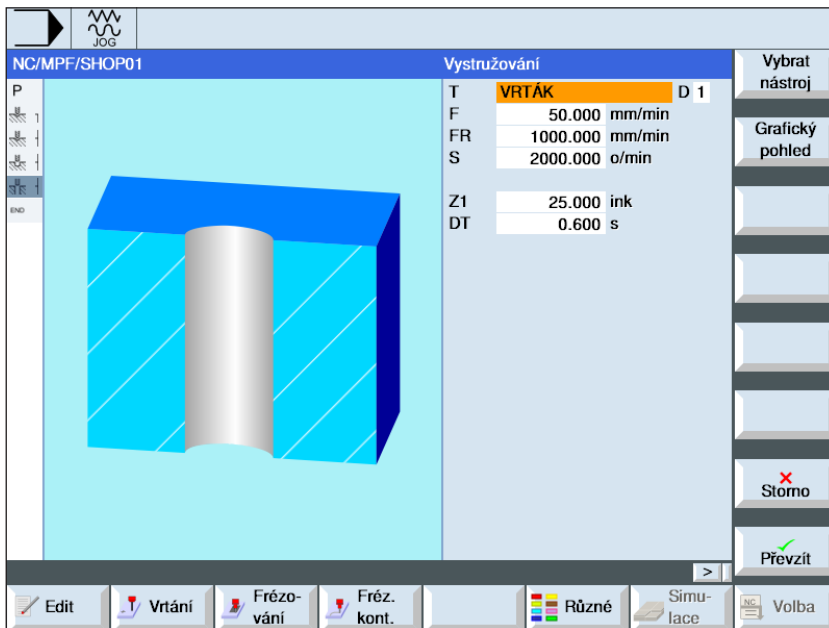 JOG
NC/MPF/SHOP01
Vystružování
P
T VRTÁK D 1
F 50.000 mm/min
FR 1000.000 mm/min
S 2000.000 o/min
Z1 25.000 ink
DT 0.600 s
END
Vybrat
nástroj
Grafický
pohled
Storno
Převzít
>
Edit
Vrtání
Frézo-
vání
Fréz.
kont.
Různé
Simu-
lace
NC
Volba